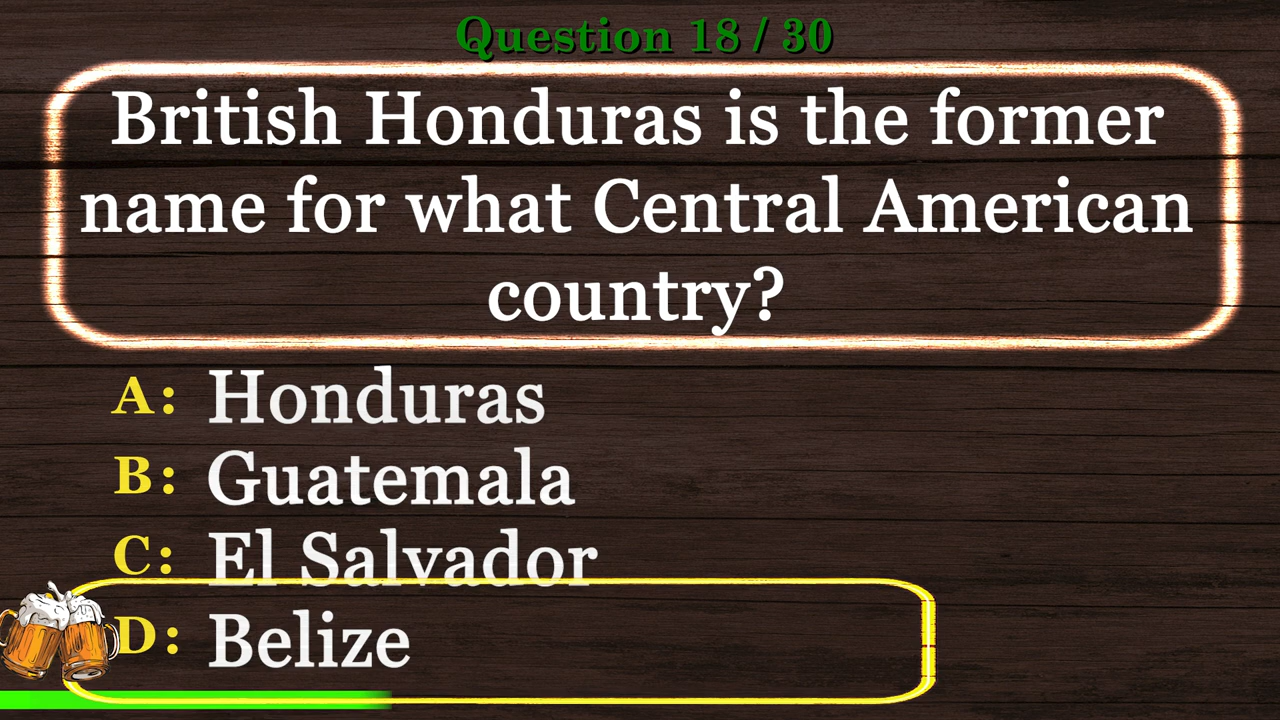 Question 18 / 30
British Honduras is the former
name for what Central American
country?
A: Honduras
B: Guatemala
C: El Salvador
D: Belize